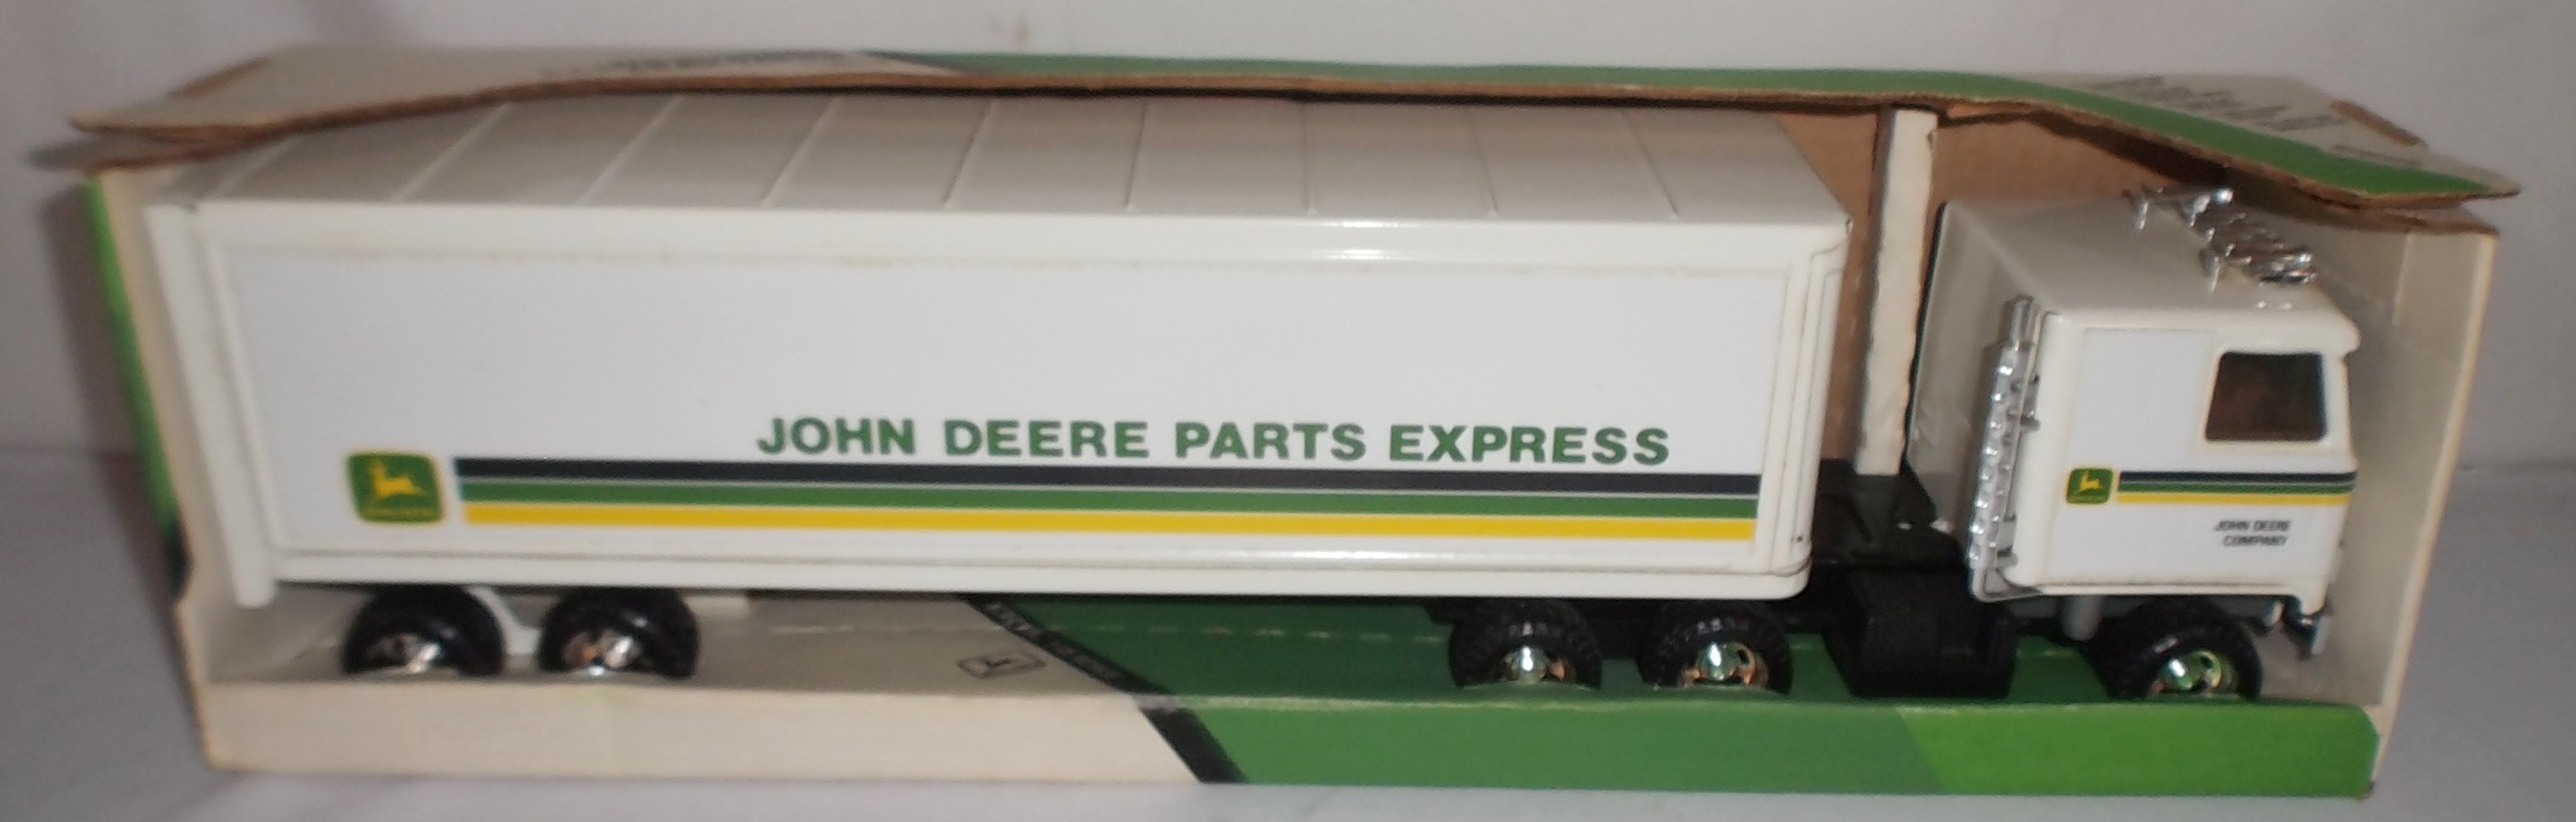 JOHN DEERE PARTS EXPRESS
JOHN DEERE
COMPANY